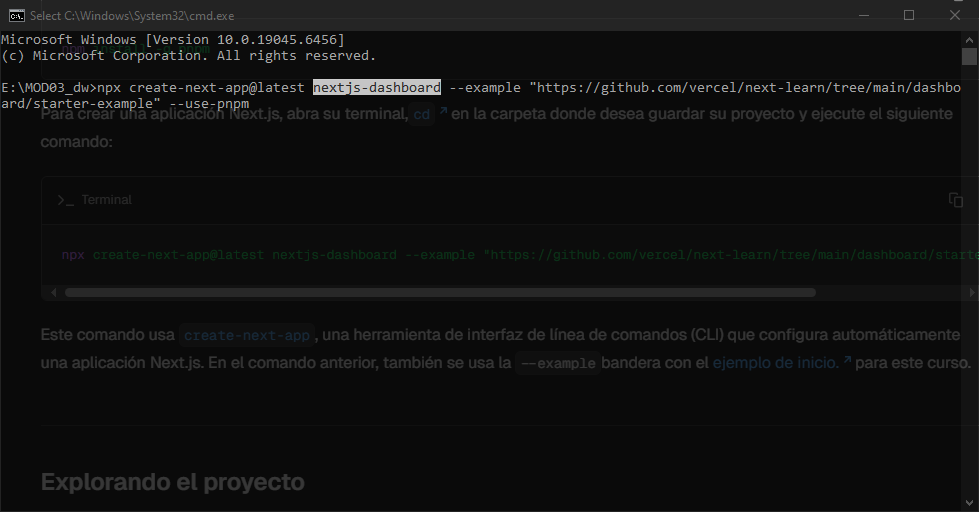 Select C:\Windows\System32\cmd.exe
Microsoft Windows [Version 10.0.19045.6456]
(c) Microsoft Corporation. All rights reserved.
E:\MOD03_dw>npx create-next-app@latest nextjs-dashboard --example "https://github.com/vercel/next-learn/tree/main/dashbo
ard/starter-example" --use-pnpm
Para crear una aplicación Next.js, abra su terminal, cd en la carpeta donde desea guardar su proyecto y ejecute el siguiente
comando:
Terminal
npx create-next-app@latest nextjs-dashboard --example "https://github.com/vercel/next-learn/tree/main/dashboard/starte
Este comando usa create-next-app, una herramienta de interfaz de línea de comandos (CLI) que configura automáticamente
una aplicación Next.js. En el comando anterior, también se usa la --example bandera con el ejemplo de inicio. para este curso.
Explorando el proyecto